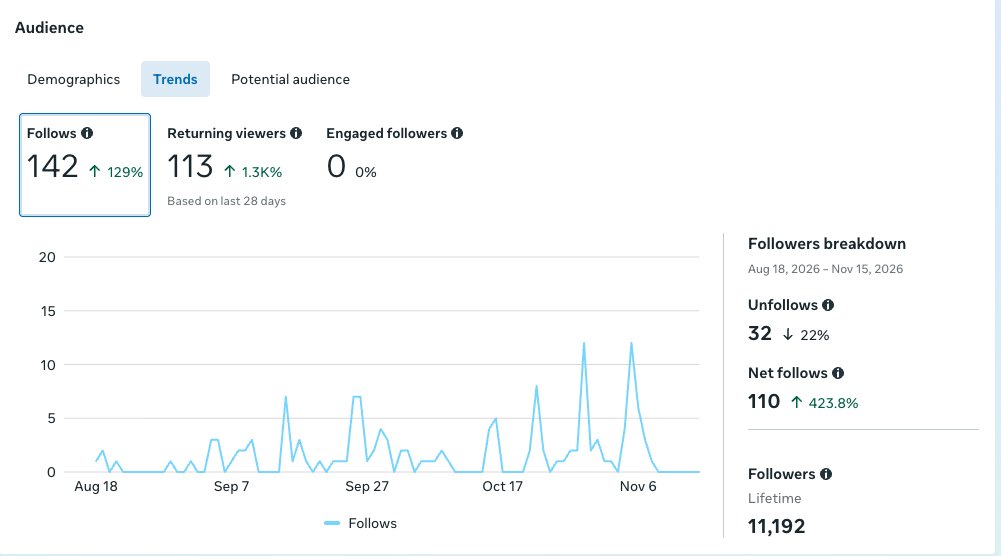 Audience
Demographics Trends Potential audience
Follows Returning viewers Engaged followers
142 ↑ 129% 113 ↑ 1.3K% 0 0%
Based on last 28 days
20
15
10
5
0
Aug 18 Sep 7 Sep 27 Oct 17 Nov 6
Follows
Followers breakdown
Aug 18, 2026 – Nov 15, 2026
Unfollows
32 ↓ 22%
Net follows
110 ↑ 423.8%
Followers
Lifetime
11,192